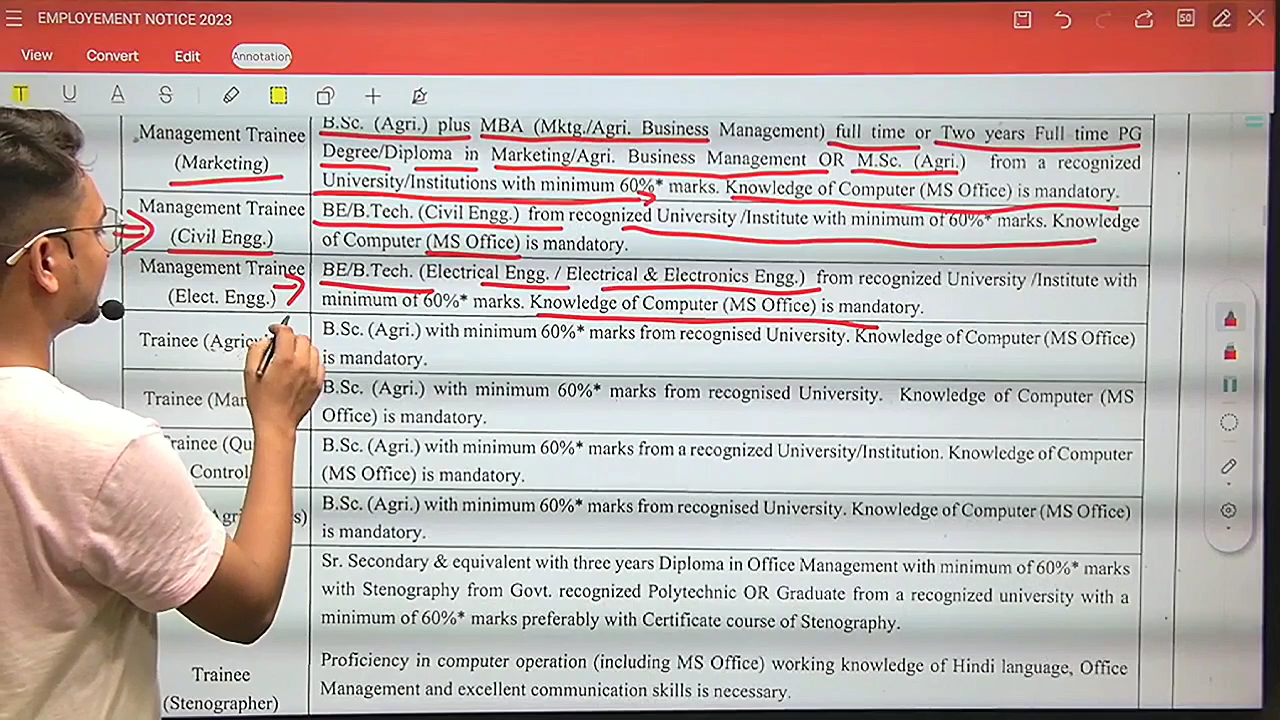 EMPLOYEMENT NOTICE 2023
50
View Convert Edit Annotation
T U A S
Management Trainee
(Marketing)
B.Sc. (Agri.) plus MBA (Mktg./Agri. Business Management) full time or Two years Full time PG
Degree/Diploma in Marketing/Agri. Business Management OR M.Sc. (Agri.) from a recognized
University/Institutions with minimum 60%* marks. Knowledge of Computer (MS Office) is mandatory.
Management Trainee
(Civil Engg.)
BE/B.Tech. (Civil Engg.) from recognized University /Institute with minimum of 60%* marks. Knowledge
of Computer (MS Office) is mandatory.
Management Trainee
(Elect. Engg.)
BE/B.Tech. (Electrical Engg. / Electrical & Electronics Engg.) from recognized University /Institute with
minimum of 60%* marks. Knowledge of Computer (MS Office) is mandatory.
Trainee
B.Sc. (Agri.) with minimum 60%* marks from recognised University. Knowledge of Computer (MS Office)
is mandatory.
Trainee
B.Sc. (Agri.) with minimum 60%* marks from recognised University. Knowledge of Computer (MS
Office) is mandatory.
Trainee
B.Sc. (Agri.) with minimum 60%* marks from a recognized University/Institution. Knowledge of Computer
(MS Office) is mandatory.
B.Sc. (Agri.) with minimum 60%* marks from recognised University. Knowledge of Computer (MS Office)
is mandatory.
Sr. Secondary & equivalent with three years Diploma in Office Management with minimum of 60%* marks
with Stenography from Govt. recognized Polytechnic OR Graduate from a recognized university with a
minimum of 60%* marks preferably with Certificate course of Stenography.
Trainee
(Stenographer)
Proficiency in computer operation (including MS Office) working knowledge of Hindi language, Office
Management and excellent communication skills is necessary.